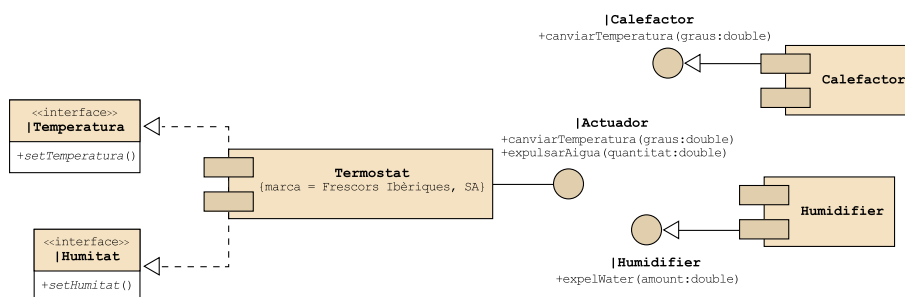 |Calefactor
+canviarTemperatura(graus:double)
Calefactor
<<interface>>
|Temperatura
+setTemperatura()
|Actuador
+canviarTemperatura(graus:double)
+expulsarAigua(quantitat:double)
Termostat
{marca = Frescors Ibèriques, SA}
Humidifier
<<interface>>
|Humitat
+setHumitat()
|Humidifier
+expelWater(amount:double)